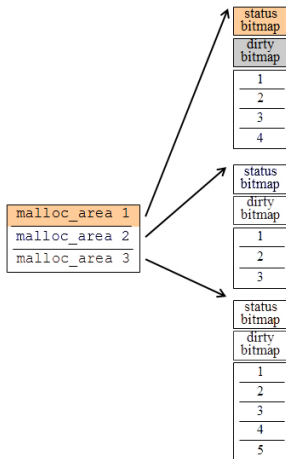 status
bitmap
dirty
bitmap
1
2
3
4
malloc_area 1
malloc_area 2
malloc_area 3
status
bitmap
dirty
bitmap
1
2
3
status
bitmap
dirty
bitmap
1
2
3
4
5